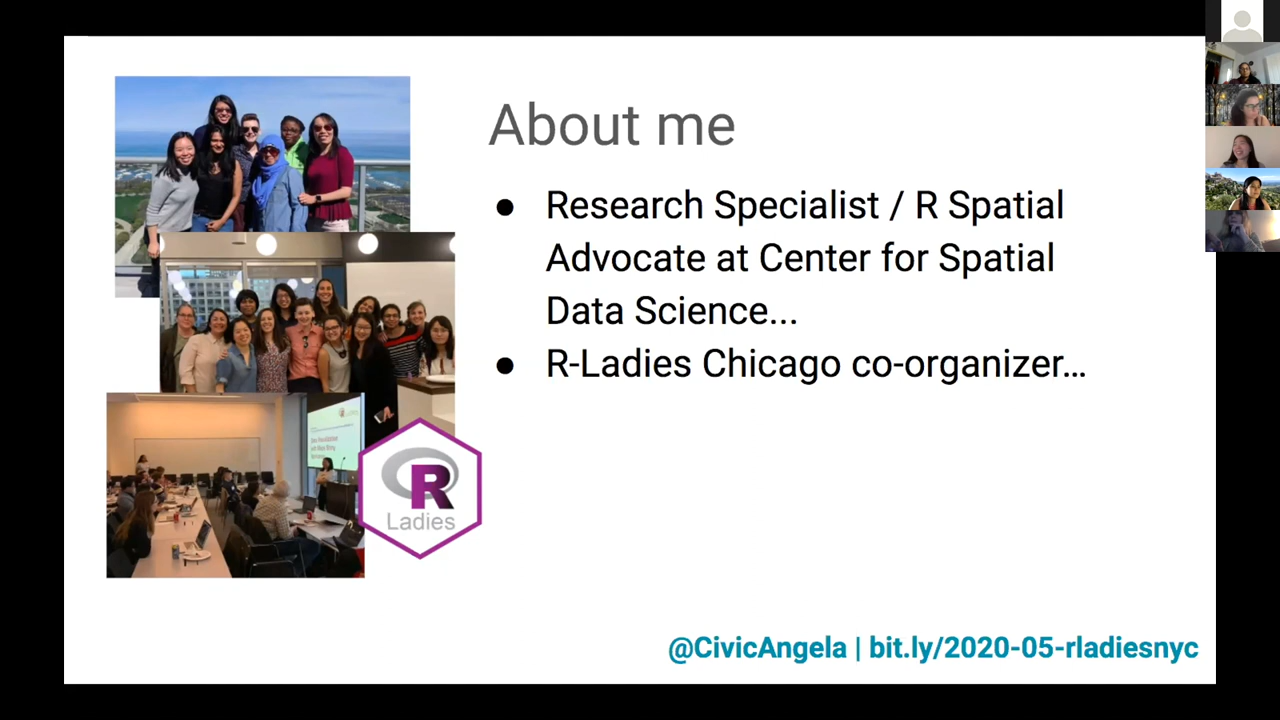 About me
● Research Specialist / R Spatial
Advocate at Center for Spatial
Data Science...
● R-Ladies Chicago co-organizer…
R
Ladies
@CivicAngela | bit.ly/2020-05-rladiesnyc